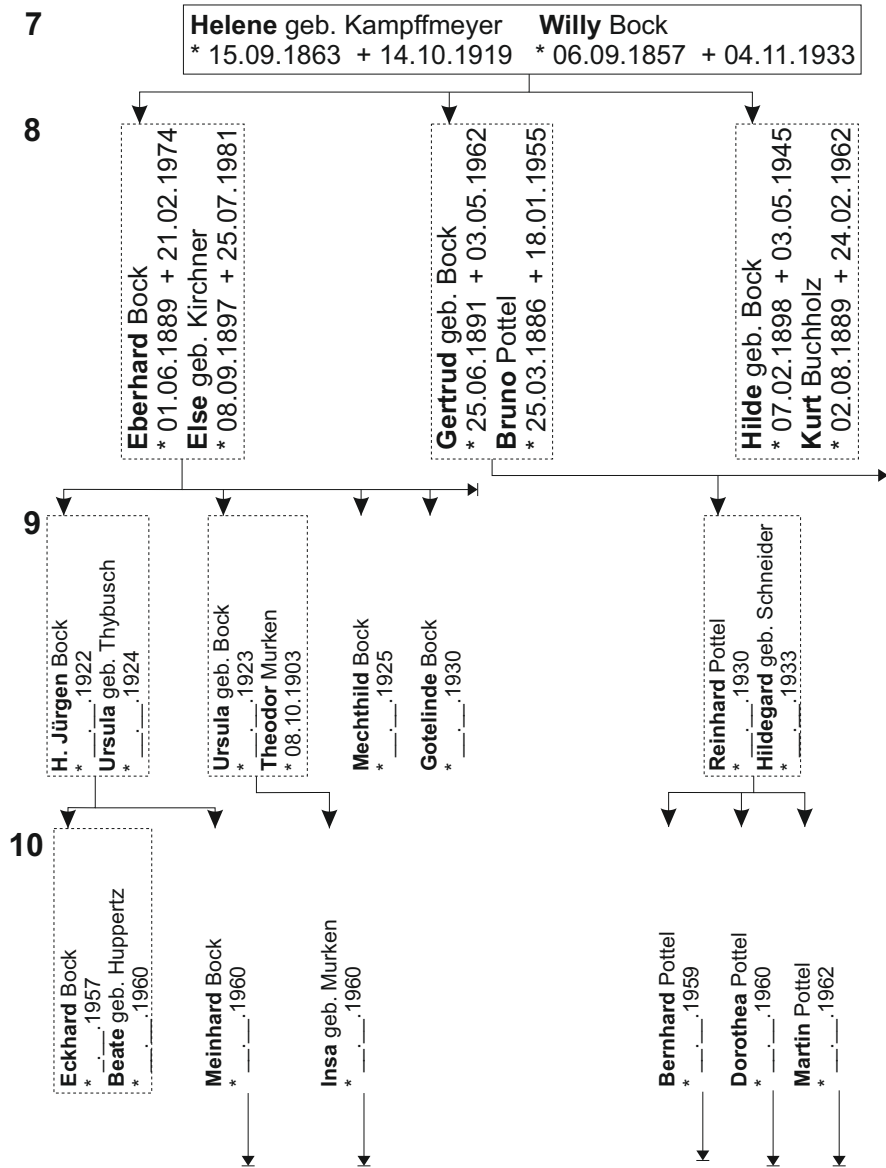 7
Helene geb. Kampffmeyer Willy Bock
* 15.09.1863 + 14.10.1919 * 06.09.1857 + 04.11.1933
8
Eberhard Bock
* 01.06.1889 + 21.02.1974
Else geb. Kirchner
* 08.09.1897 + 25.07.1981
Gertrud geb. Bock
* 25.06.1891 + 03.05.1962
Bruno Pottel
* 25.03.1886 + 18.01.1955
Hilde geb. Bock
* 07.02.1898 + 03.05.1945
Kurt Buchholz
* 02.08.1889 + 24.02.1962
9
H. Jürgen Bock
* __.__.1922
Ursula geb. Thybusch
* __.__.1924
Ursula geb. Bock
* __.__.1923
Theodor Murken
* 08.10.1903
Mechthild Bock
* __.__.1925
Gotelinde Bock
* __.__.1930
Reinhard Pottel
* __.__.1930
Hildegard geb. Schneider
* __.__.1933
10
Eckhard Bock
* __.__.1957
Beate geb. Huppertz
* __.__.1960
Meinhard Bock
* __.__.1960
Insa geb. Murken
* __.__.1960
Bernhard Pottel
* __.__.1959
Dorothea Pottel
* __.__.1960
Martin Pottel
* __.__.1962